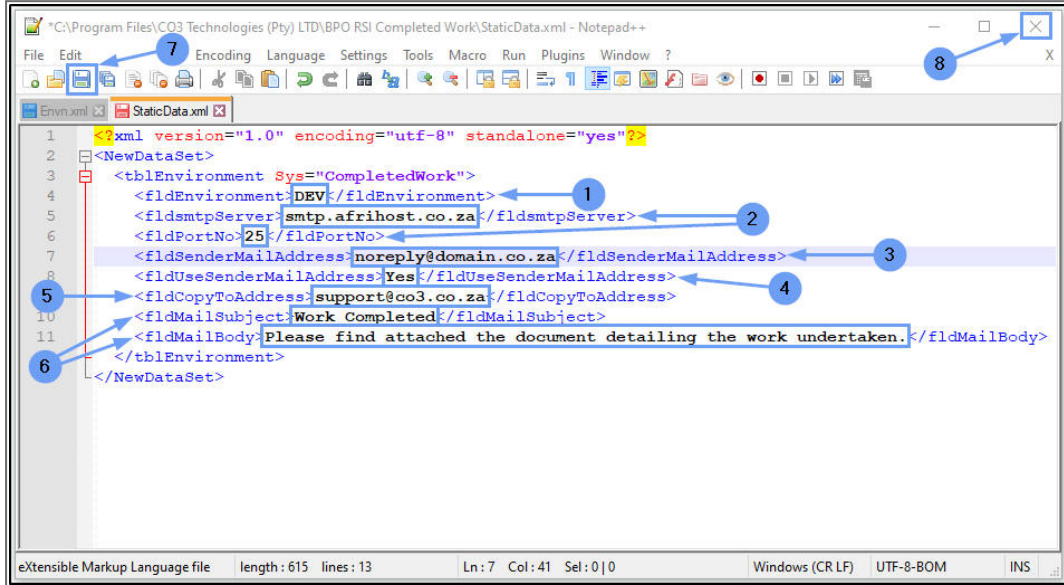 *C:\Program Files\CO3 Technologies (Pty) LTD\BPO RSI Completed Work\StaticData.xml - Notepad++
7
8
File Edit Encoding Language Settings Tools Macro Run Plugins Window ? X
Envn.xml StaticData.xml
1 <?xml version="1.0" encoding="utf-8" standalone="yes"?>
2 <NewDataSet>
3 <tblEnvironment Sys="CompletedWork">
4 <fldEnvironment>DEV</fldEnvironment> 1
5 <fldsmtpServer>smtp.afrihost.co.za</fldsmtpServer> 2
6 <fldPortNo>25</fldPortNo>
7 <fldSenderMailAddress>noreply@domain.co.za</fldSenderMailAddress> 3
8 <fldUseSenderMailAddress>Yes</fldUseSenderMailAddress> 4
5 <fldCopyToAddress>support@co3.co.za</fldCopyToAddress>
10 <fldMailSubject>Work Completed</fldMailSubject>
11 <fldMailBody>Please find attached the document detailing the work undertaken.</fldMailBody>
6 </tblEnvironment>
</NewDataSet>
eXtensible Markup Language file length : 615 lines : 13 Ln : 7 Col : 41 Sel : 0 | 0 Windows (CR LF) UTF-8-BOM INS